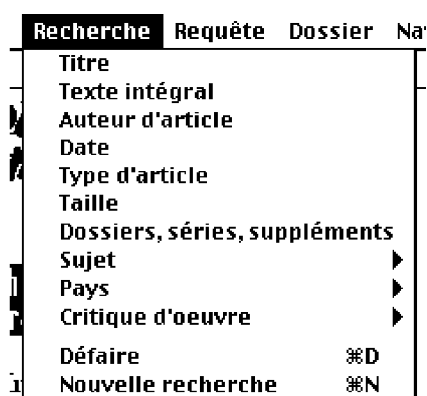 Recherche Requête Dossier
Titre
Texte intégral
Auteur d'article
Date
Type d'article
Taille
Dossiers, séries, suppléments
Sujet
Pays
Critique d'oeuvre
Défaire ⌘D
Nouvelle recherche ⌘N